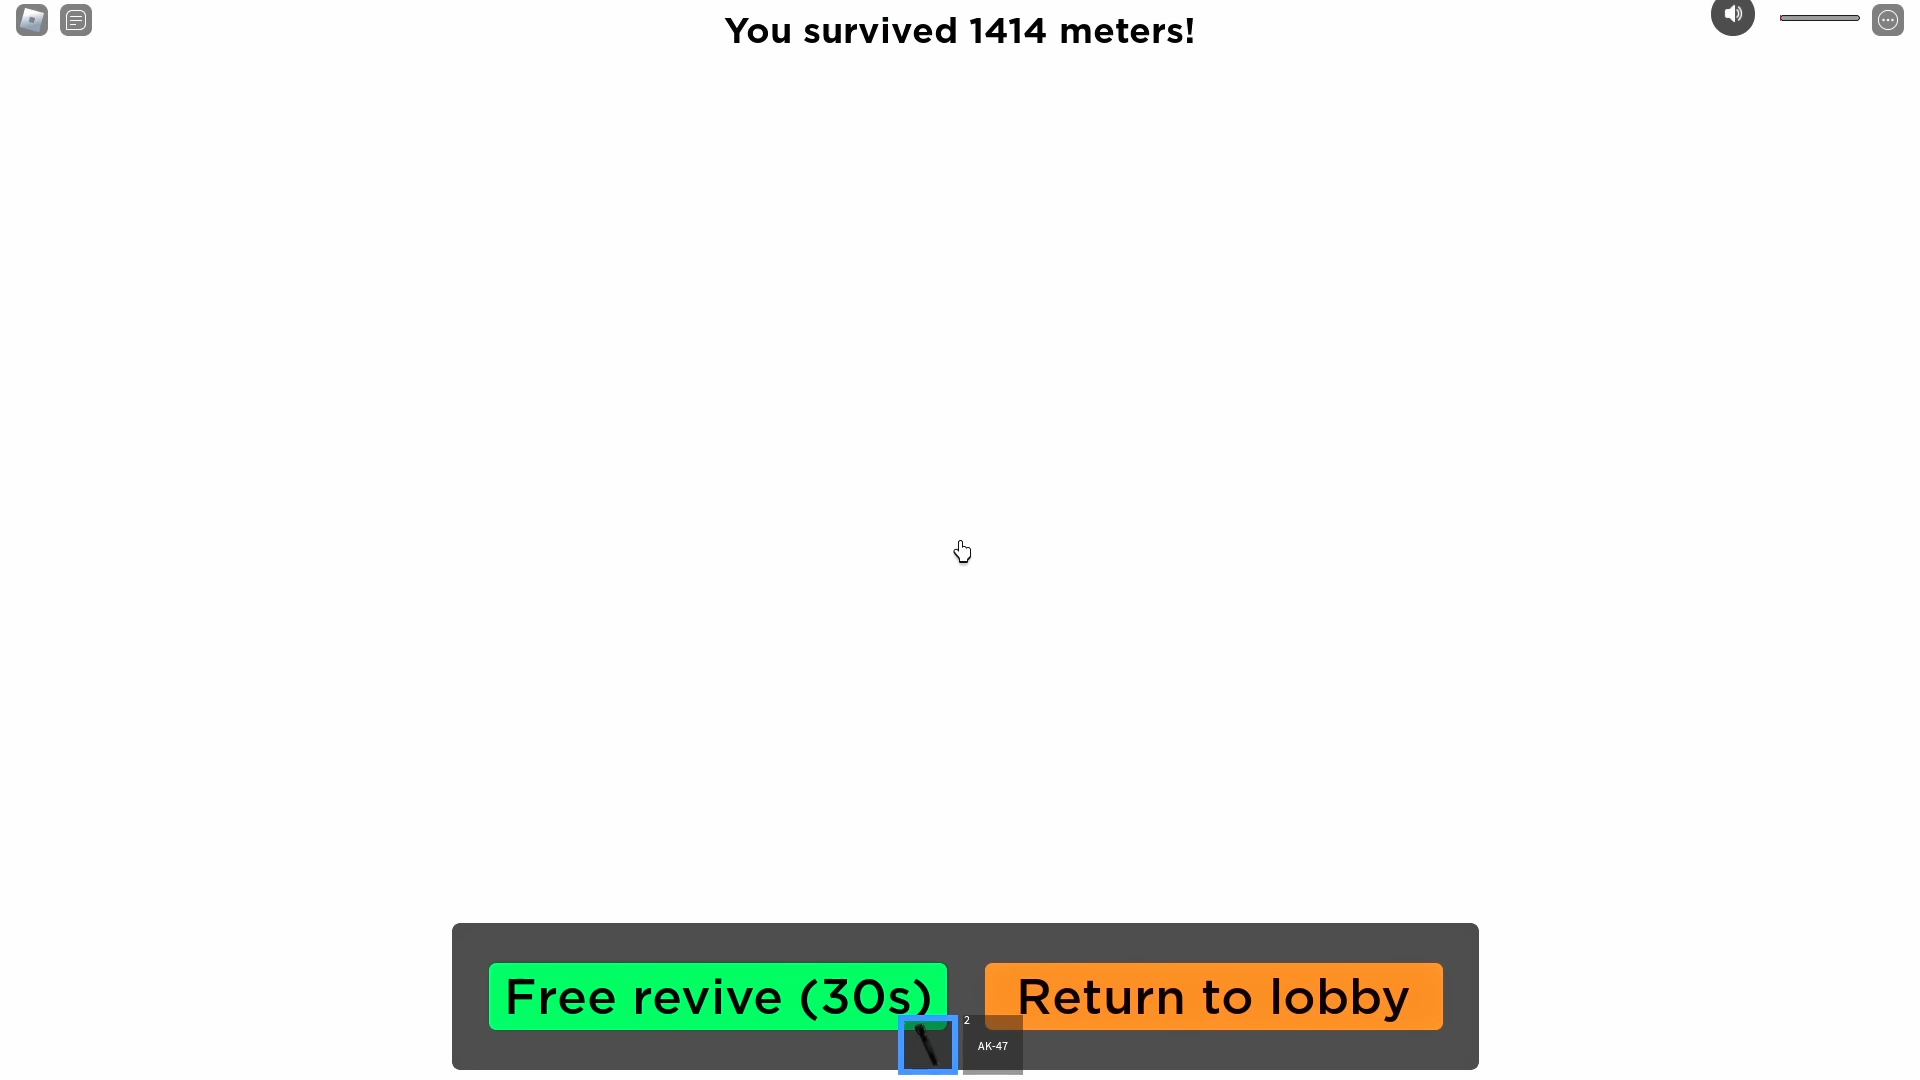 You survived 1414 meters!
Free revive (30s)
Return to lobby
2
AK-47